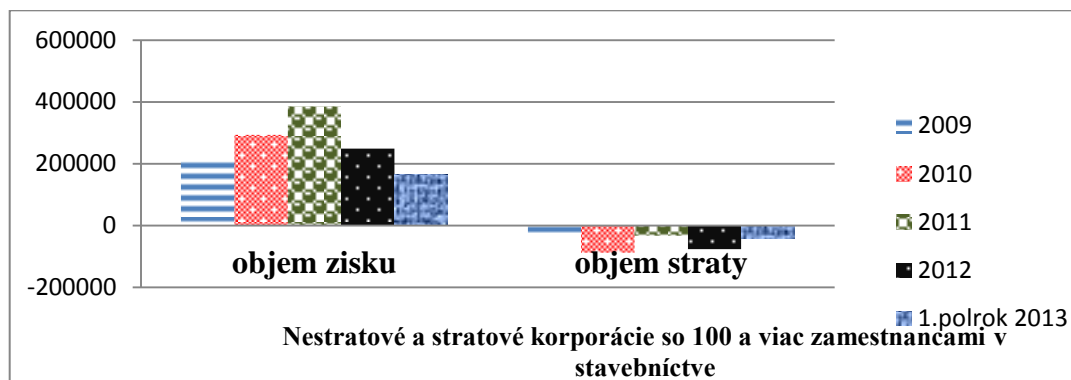 600000
400000
200000
0
-200000
objem zisku
objem straty
2009
2010
2011
2012
1.polrok 2013
Nestratové a stratové korporácie so 100 a viac zamestnancami v
stavebníctve